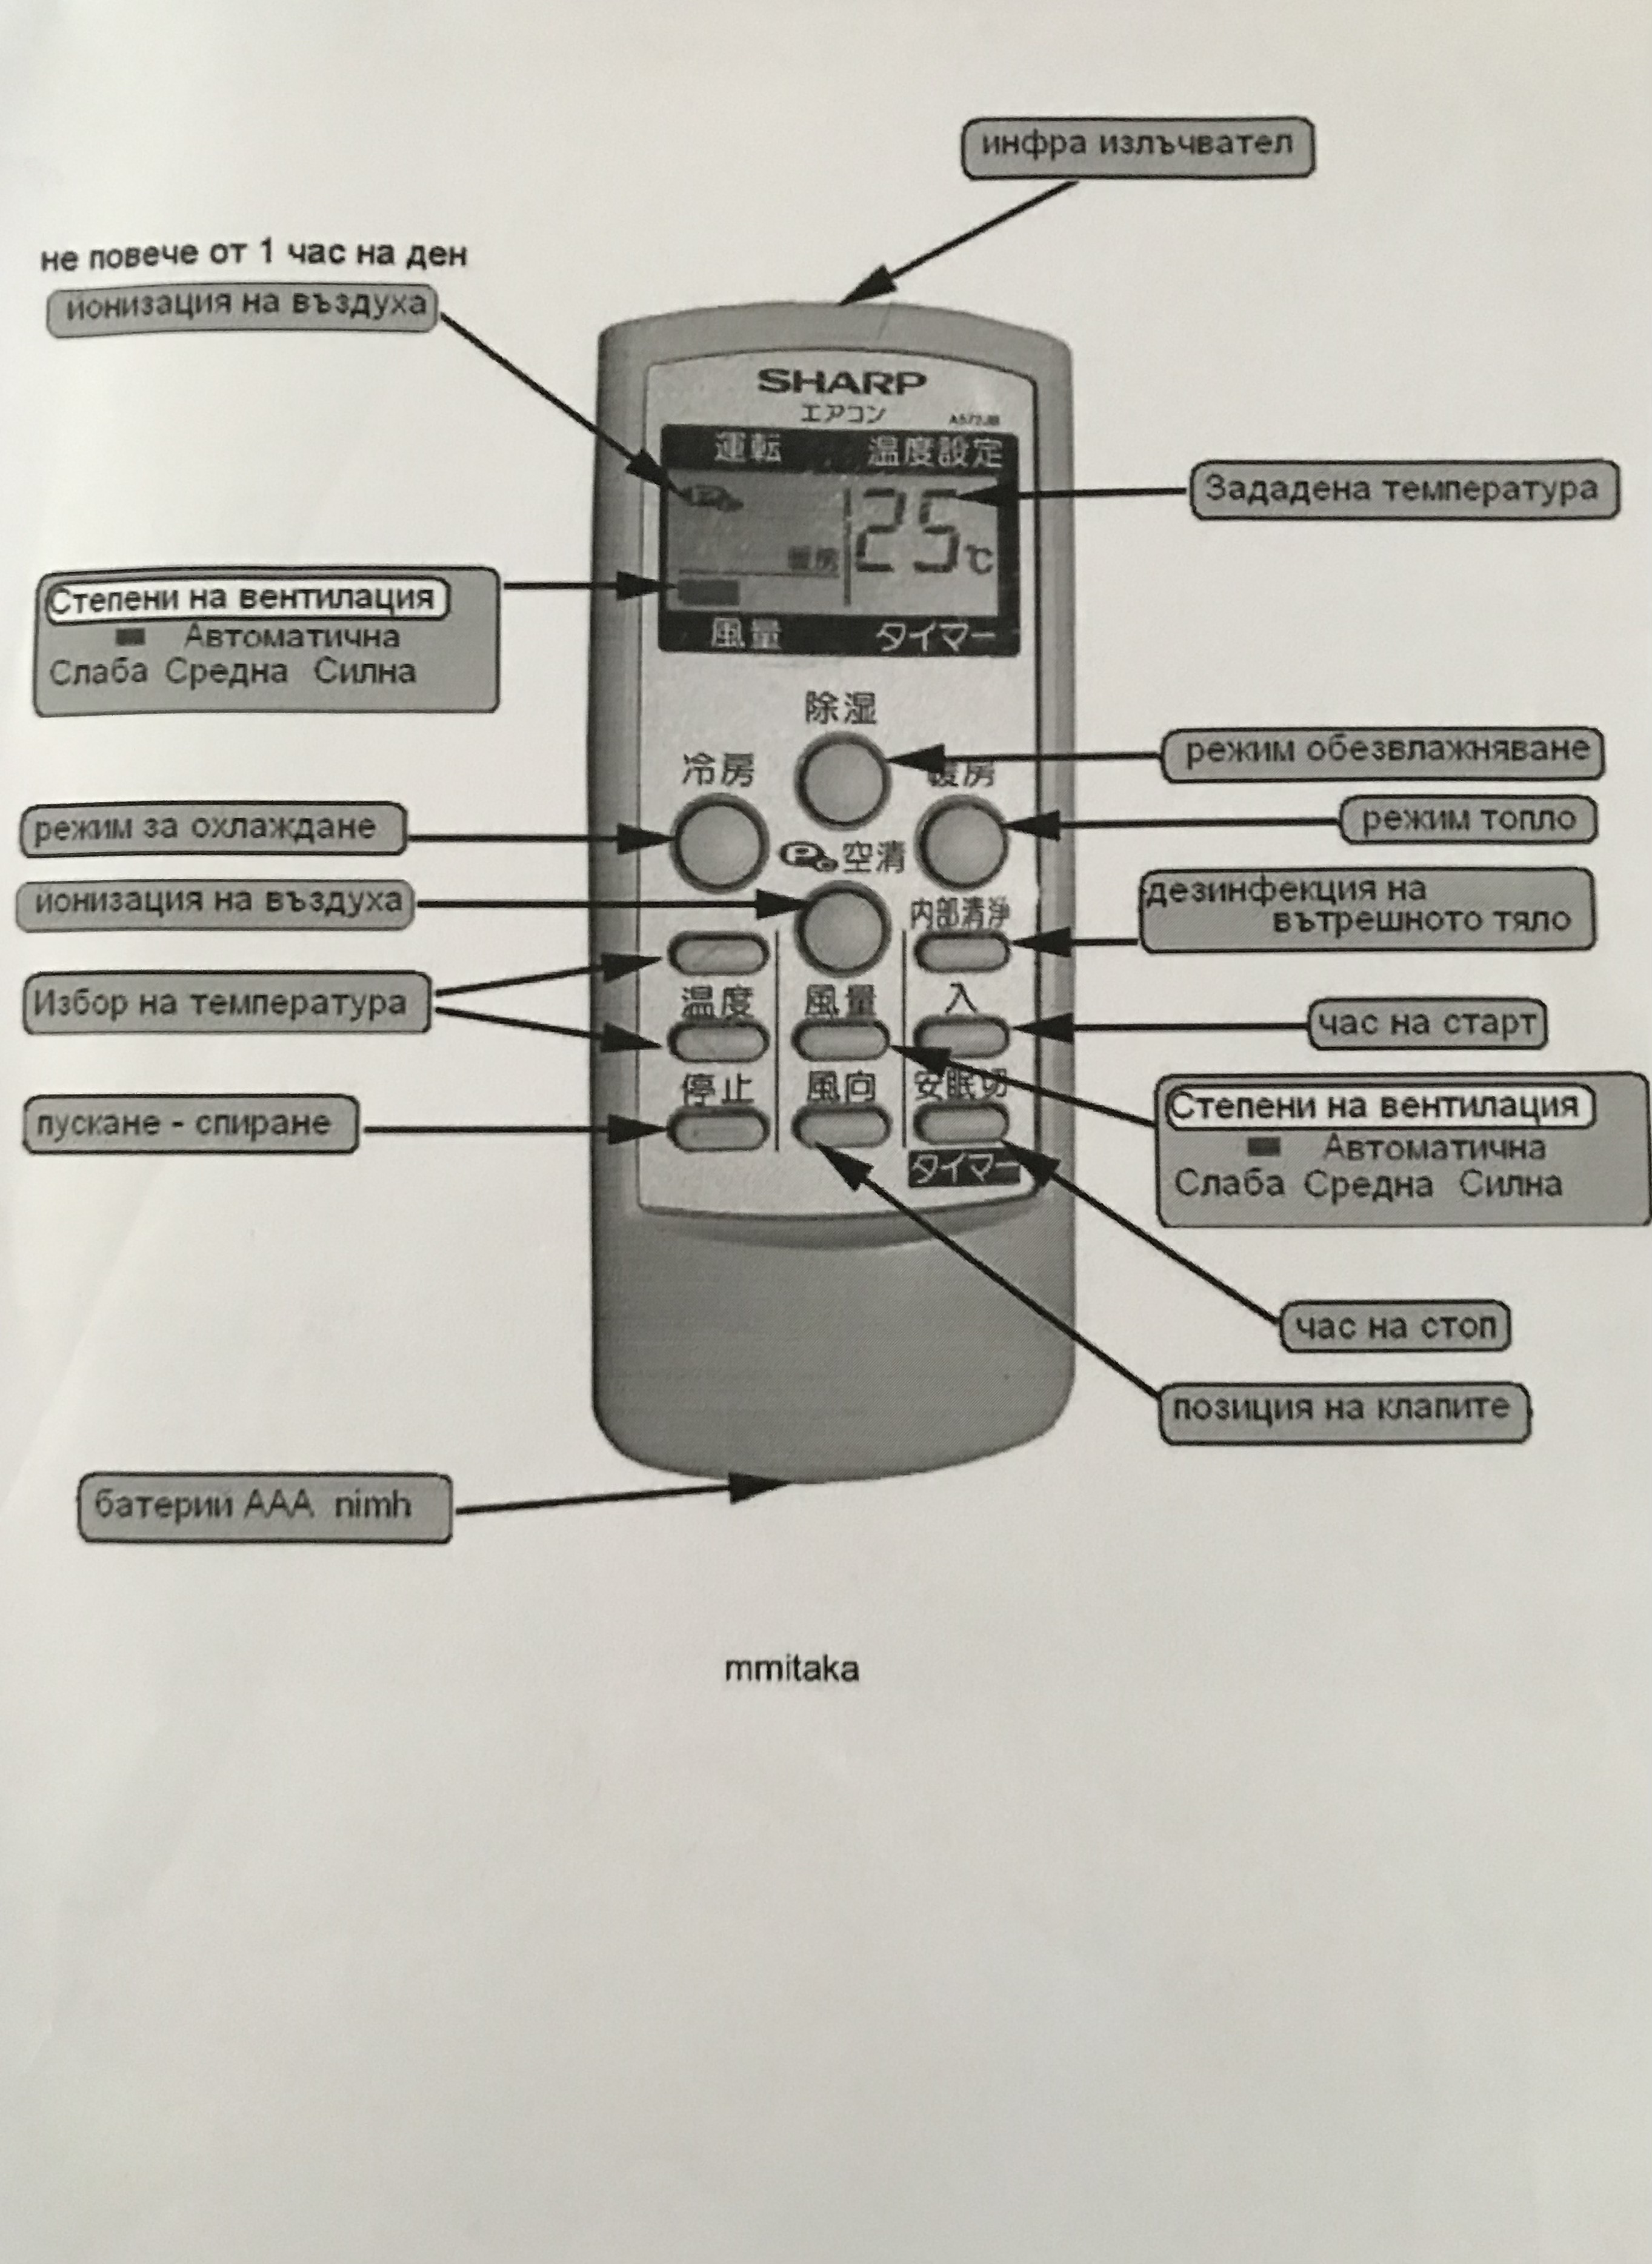 инфра излъчвател
не повече от 1 час на ден
йонизация на въздуха
SHARP
エアコン
運転 温度設定
Зададена температура
25℃
暖房
Степени на вентилация
Автоматична
Слаба Средна Силна
風量 タイマー
除湿
режим обезвлажняване
冷房
暖房
режим топло
режим за охлаждане
空清
дезинфекция на
вътрешното тяло
йонизация на въздуха
内部清浄
Избор на температура
温度
風量
入
час на старт
停止
風向
安眠切
Степени на вентилация
Автоматична
Слаба Средна Силна
пускане - спиране
タイマー
час на стоп
позиция на клапите
батерий AAA nimh
mmitaka